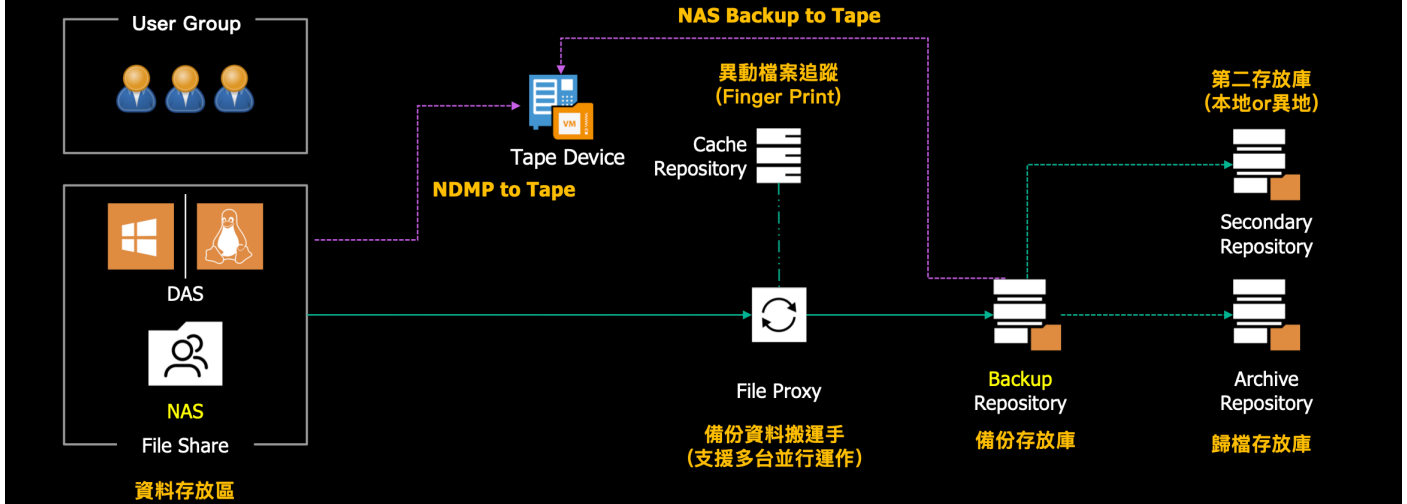 User Group
NAS Backup to Tape
異動檔案追蹤
(Finger Print)
第二存放庫
(本地or異地)
VM
Tape Device
Cache
Repository
NDMP to Tape
DAS
Secondary
Repository
NAS
File Share
資料存放區
File Proxy
備份資料搬運手
(支援多台並行運作)
Backup
Repository
備份存放庫
Archive
Repository
歸檔存放庫